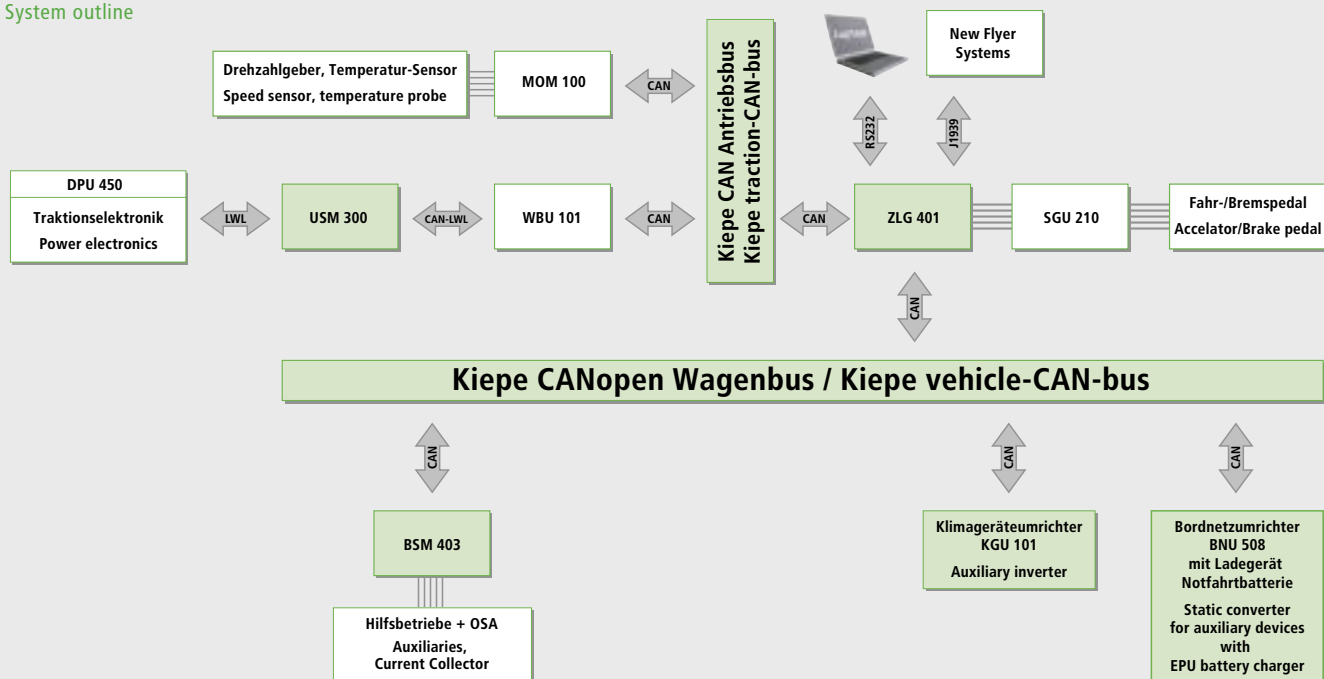 System outline
Drehzahlgeber, Temperatur-Sensor
Speed sensor, temperature probe
MOM 100
CAN
Kiepe CAN Antriebsbus
Kiepe traction-CAN-bus
New Flyer
Systems
RS232
J1939
DPU 450
Traktionselektronik
Power electronics
LWL
USM 300
CAN-LWL
WBU 101
CAN
CAN
ZLG 401
SGU 210
Fahr-/Bremspedal
Accelator/Brake pedal
CAN
Kiepe CANopen Wagenbus / Kiepe vehicle-CAN-bus
CAN
CAN
CAN
BSM 403
Hilfsbetriebe + OSA
Auxiliaries,
Current Collector
Klimageräteumrichter
KGU 101
Auxiliary inverter
Bordnetzumrichter
BNU 508
mit Ladegerät
Notfahrtbatterie
Static converter
for auxiliary devices
with
EPU battery charger